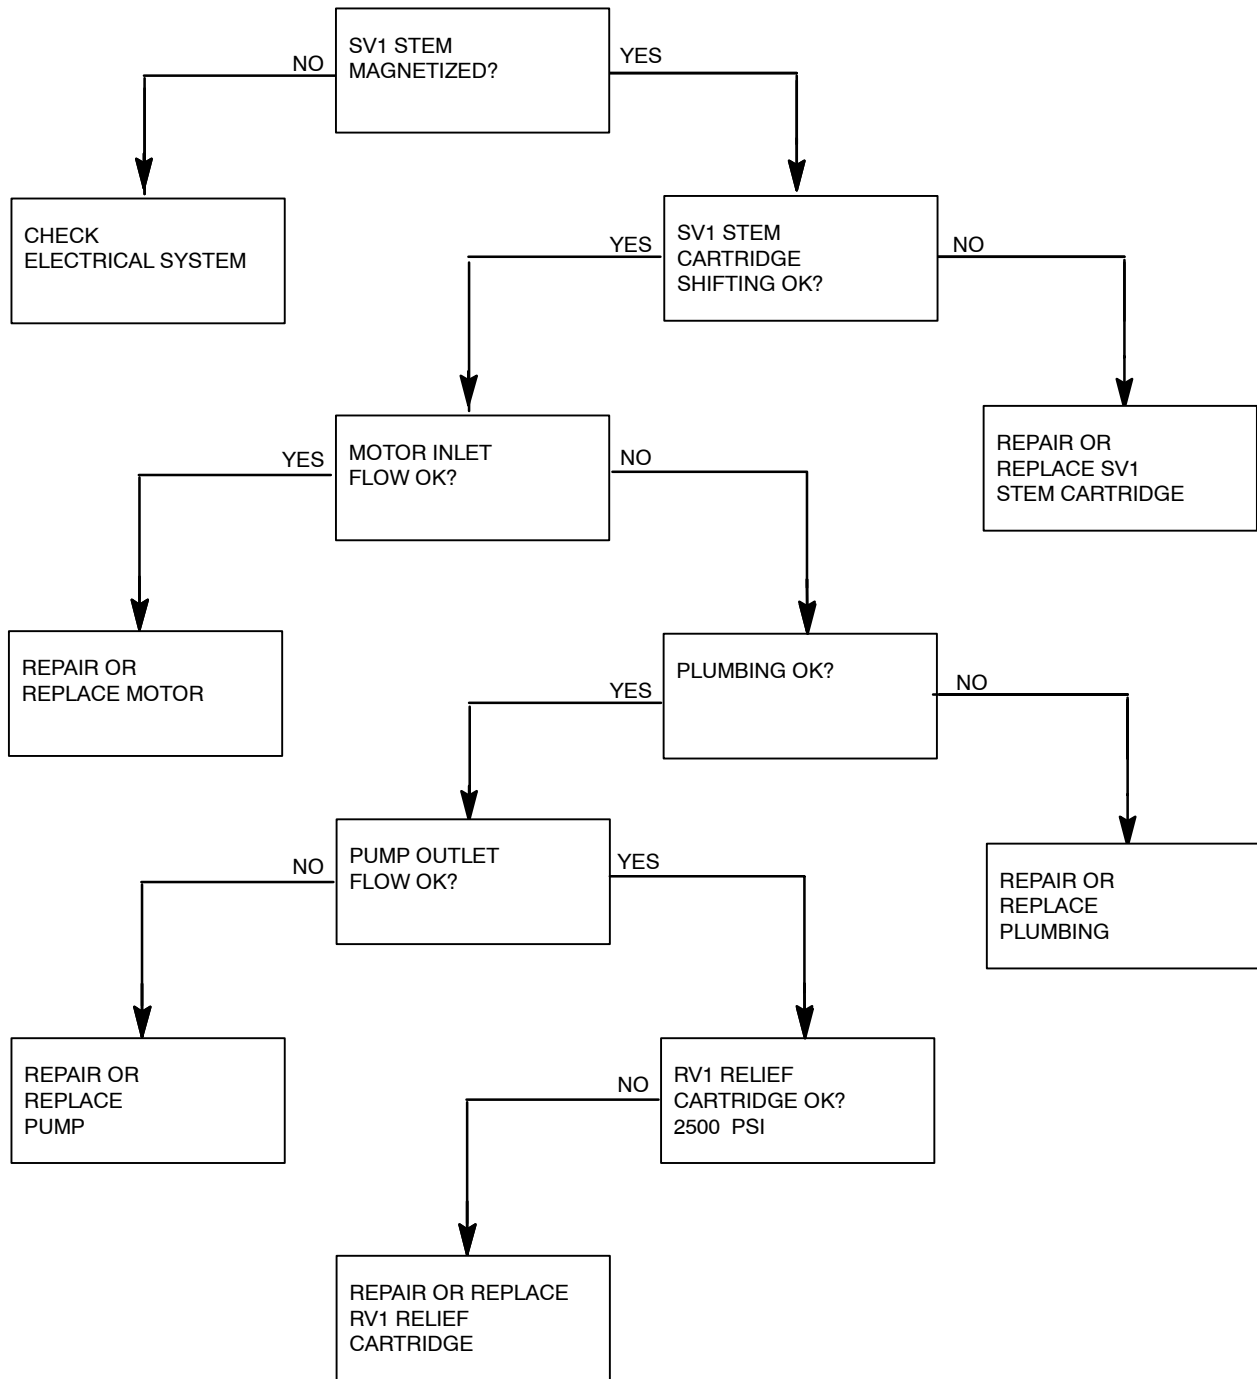 SV1 STEM
MAGNETIZED?
NO
YES
CHECK
ELECTRICAL SYSTEM
SV1 STEM
CARTRIDGE
SHIFTING OK?
YES
NO
MOTOR INLET
FLOW OK?
YES
NO
REPAIR OR
REPLACE SV1
STEM CARTRIDGE
REPAIR OR
REPLACE MOTOR
PLUMBING OK?
YES
NO
PUMP OUTLET
FLOW OK?
NO
YES
REPAIR OR
REPLACE
PLUMBING
REPAIR OR
REPLACE
PUMP
RV1 RELIEF
CARTRIDGE OK?
2500 PSI
NO
REPAIR OR REPLACE
RV1 RELIEF
CARTRIDGE